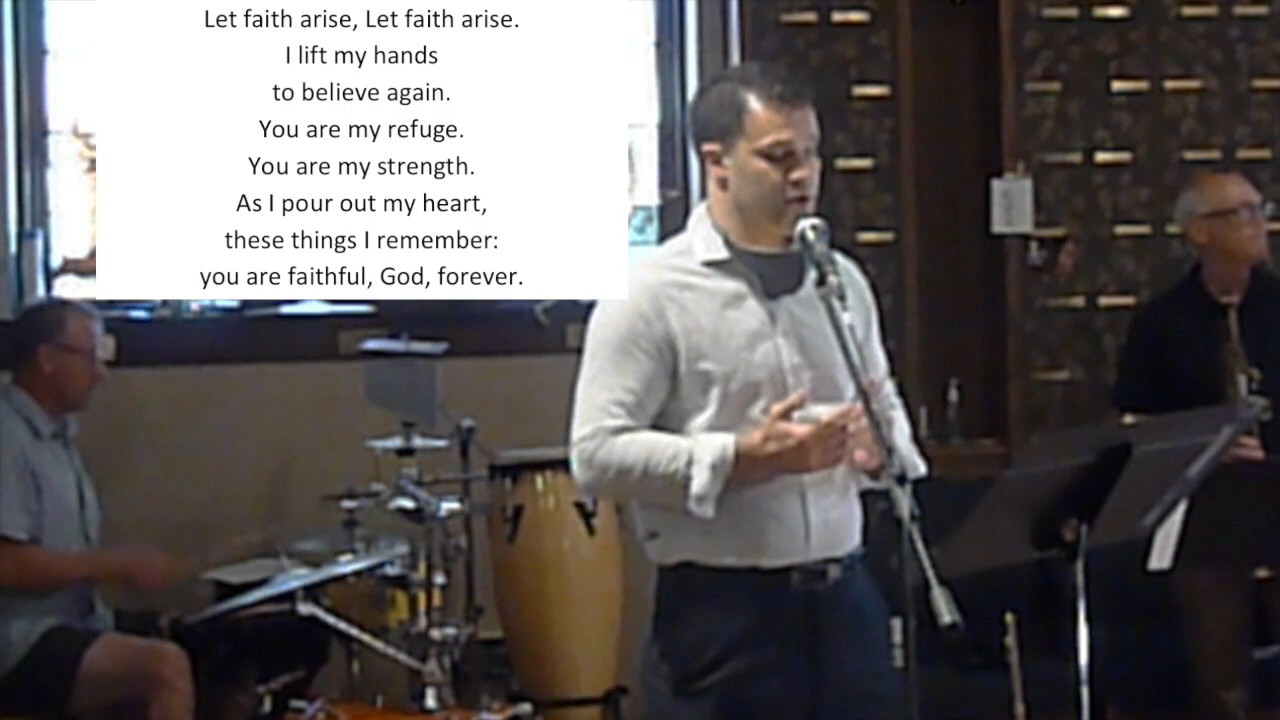 Let faith arise, Let faith arise.
I lift my hands
to believe again.
You are my refuge.
You are my strength.
As I pour out my heart,
these things I remember:
you are faithful, God, forever.